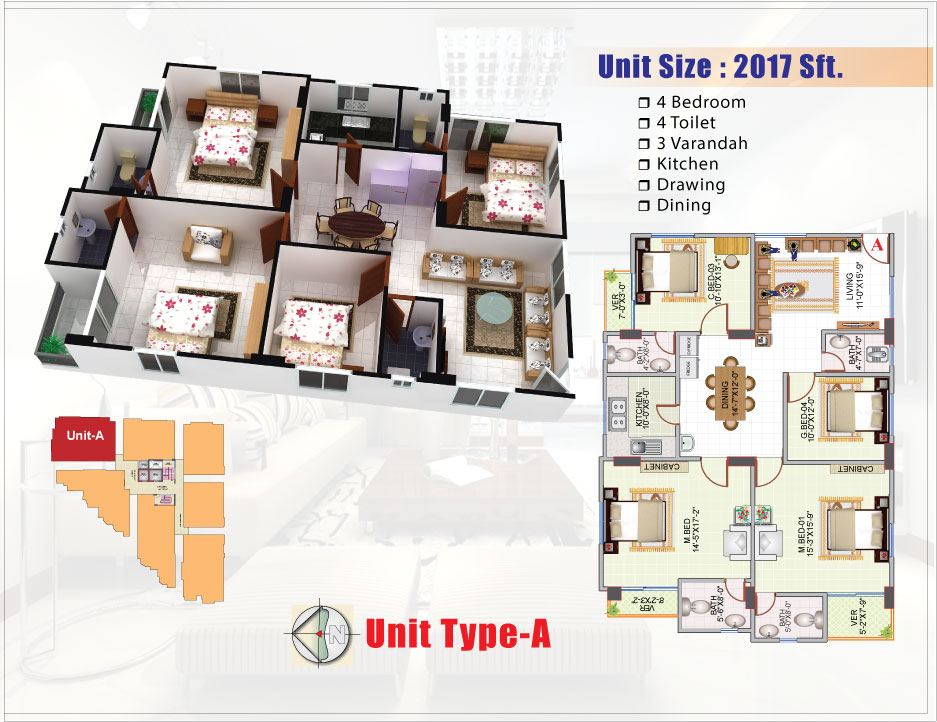 Unit Size : 2017 Sft.
4 Bedroom
4 Toilet
3 Varandah
Kitchen
Drawing
Dining
A
C.BED-03
10'-10"X13'-1"
LIVING
11'-0"X15'-9"
VER
7'-0"X3'-0"
BATH
4'-2"X8'-0"
FRIDGE
BATH
4'-7"X7'-0"
DINING
14'-7"X12'-0"
KITCHEN
10'-0"X8'-0"
G.BED-04
10'-0"X12'-0"
CABINET
CABINET
M.BED
14'-5"X17'-2"
M.BED-01
15'-3"X15'-9"
VER
8'-2"X3'-2"
BATH
5'-6"X8'-0"
BATH
5'-0"X8'-0"
VER
5'-2"X7'-9"
Unit-A
N
Unit Type-A